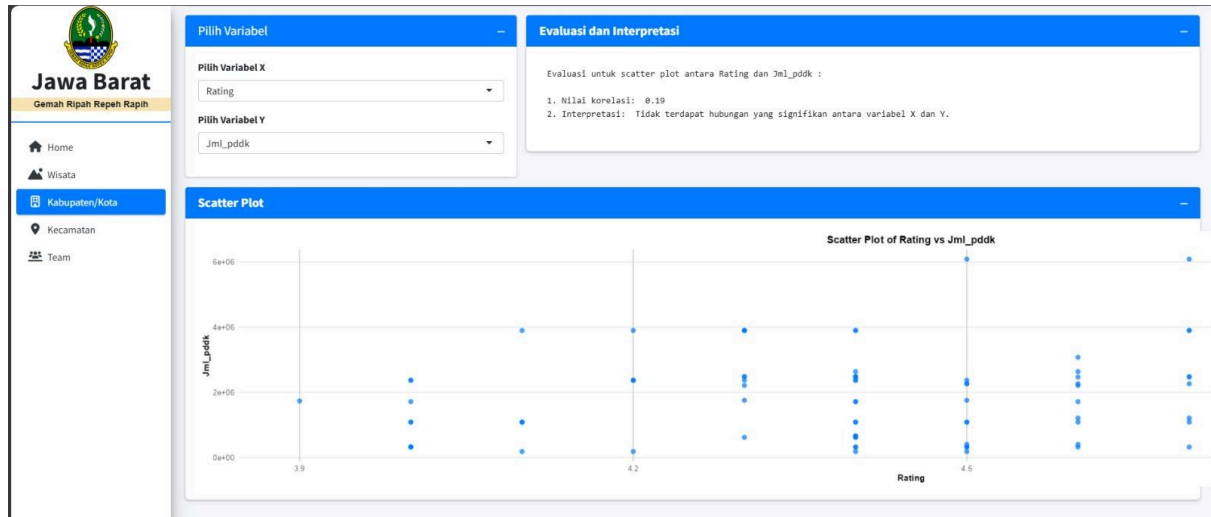 Jawa Barat
Gemah Ripah Repeh Rapih
Home
Wisata
Kabupaten/Kota
Kecamatan
Team
Pilih Variabel
Pilih Variabel X
Rating
Pilih Variabel Y
Jml_pddk
Evaluasi dan Interpretasi
Evaluasi untuk scatter plot antara Rating dan Jml_pddk :
1. Nilai korelasi: 0.19
2. Interpretasi: Tidak terdapat hubungan yang signifikan antara variabel X dan Y.
Scatter Plot
Scatter Plot of Rating vs Jml_pddk
6e+06
4e+06
2e+06
0e+00
Jml_pddk
3.9
4.2
4.5
Rating